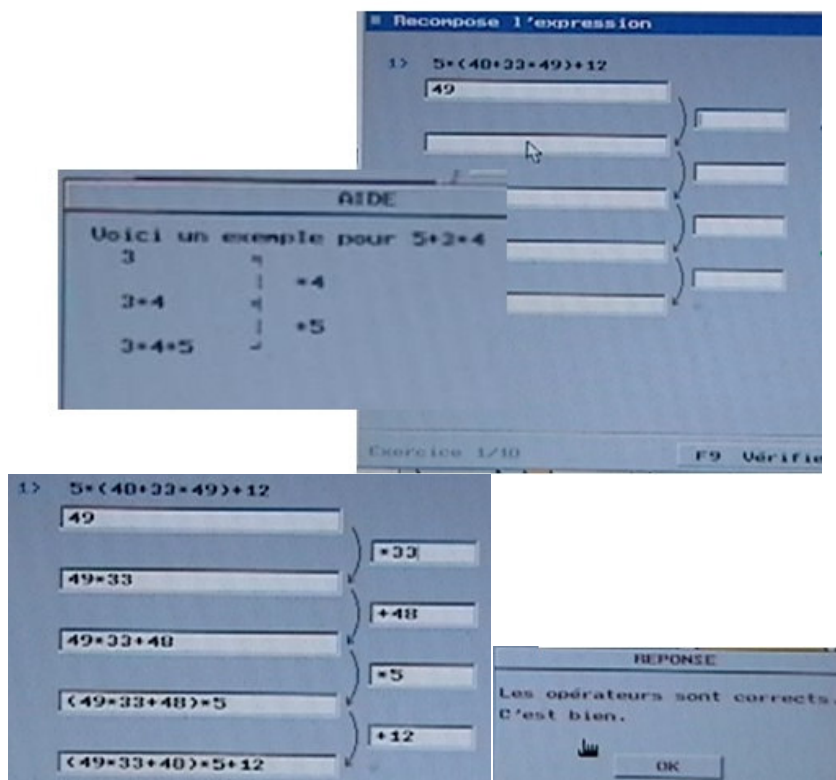 Recompose l'expression
1> 5*(48+33*49)+12
49
AIDE
Voici un exemple pour 5+3*4
3
*4
3*4
+5
3*4+5
Exercice 1/10
F9 Vérifie
1> 5*(48+33*49)+12
49
*33
49*33
+48
49*33+48
*5
(49*33+48)*5
+12
(49*33+48)*5+12
REPONSE
Les opérateurs sont corrects.
C'est bien.
OK